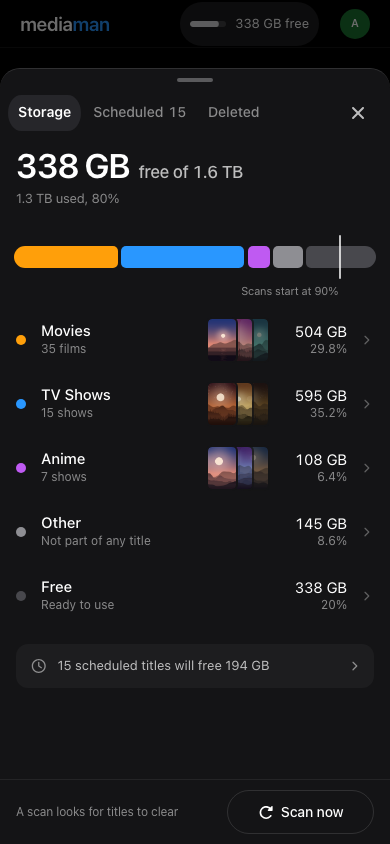 mediaman
338 GB free
A
Storage
Scheduled 15
Deleted
338 GB free of 1.6 TB
1.3 TB used, 80%
Scans start at 90%
Movies
504 GB
35 films
29.8%
TV Shows
595 GB
15 shows
35.2%
Anime
108 GB
7 shows
6.4%
Other
145 GB
Not part of any title
8.6%
Free
338 GB
Ready to use
20%
15 scheduled titles will free 194 GB
A scan looks for titles to clear
Scan now